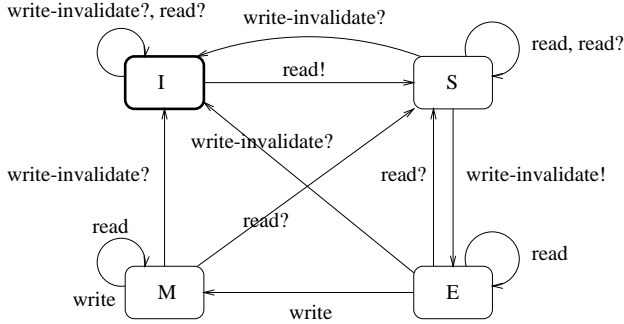 write-invalidate?, read?
write-invalidate?
I
read!
S
read, read?
write-invalidate?
write-invalidate?
read?
write-invalidate!
read
read?
M
write
E
read
write